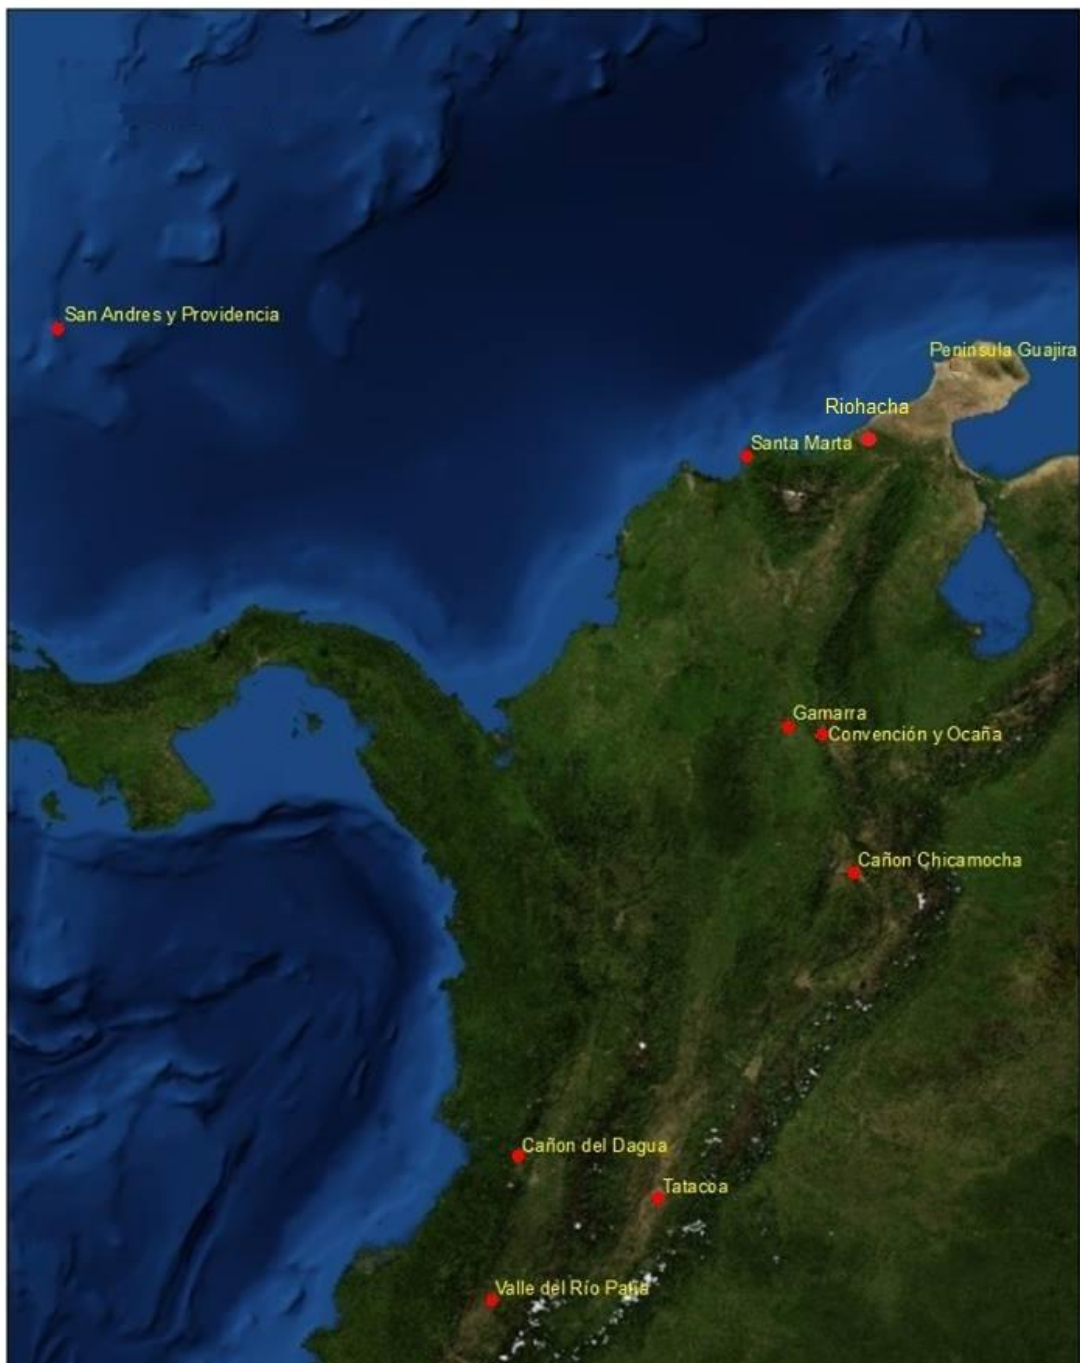 San Andres y Providencia
Peninsula Guajira
Riohacha
Santa Marta
Gamarra
Convención y Ocaña
Cañon Chicamocha
Cañon del Dagua
Tatacoa
Valle del Río Patía